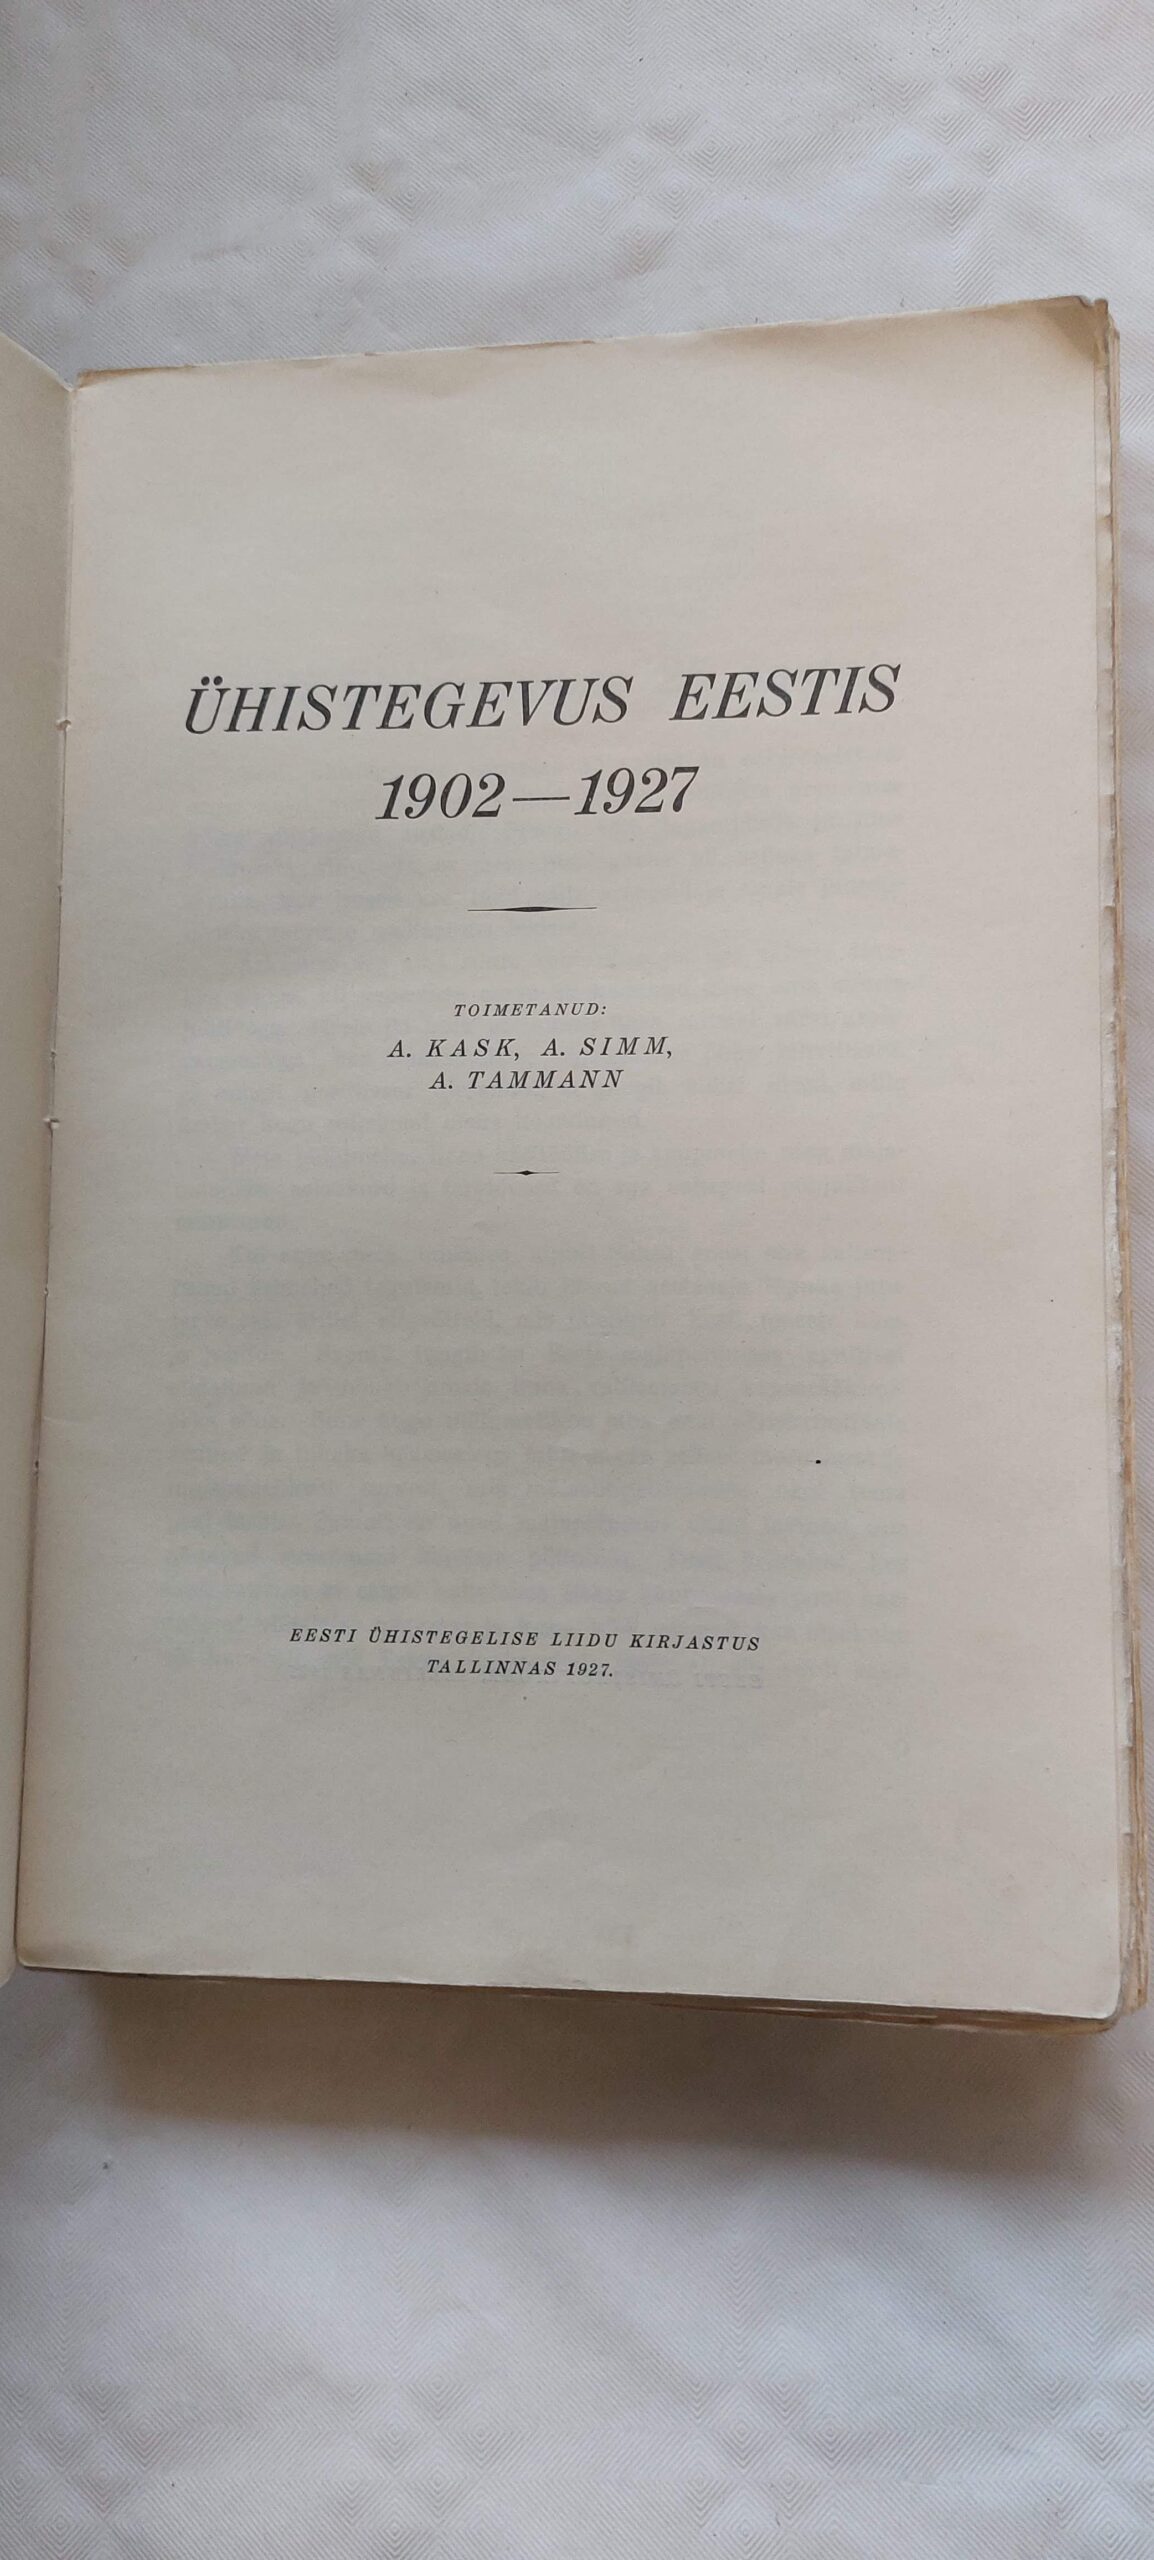 ÜHISTEGEVUS EESTIS
1902—1927
TOIMETANUD:
A. KASK, A. SIMM,
A. TAMMANN
EESTI ÜHISTEGELISE LIIDU KIRJASTUS
TALLINNAS 1927.